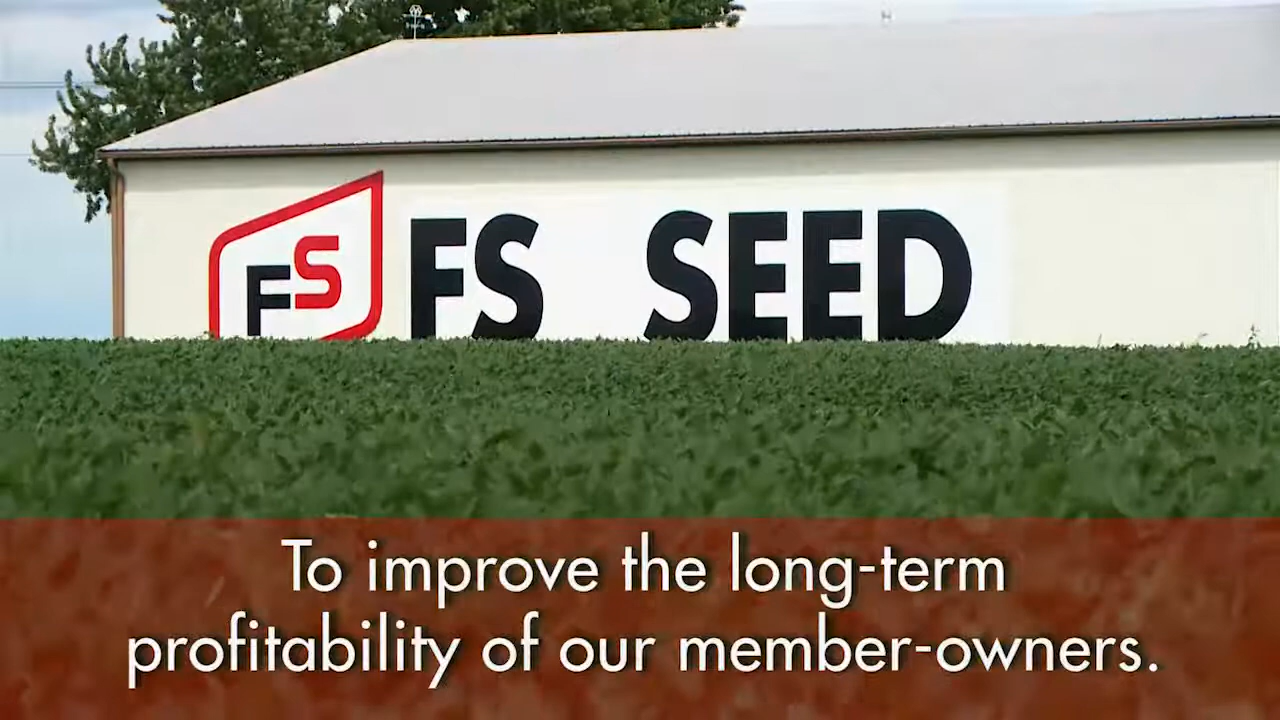 FS
FS SEED
To improve the long-term
profitability of our member-owners.